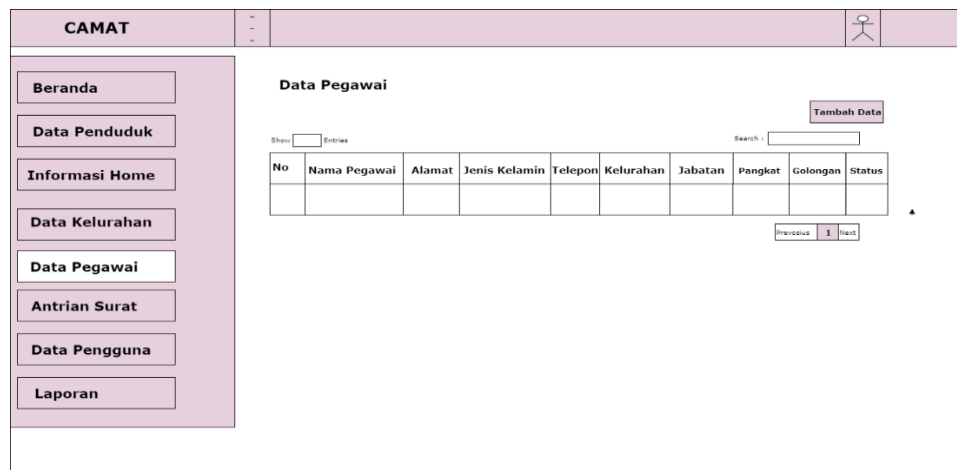 CAMAT
Beranda
Data Penduduk
Informasi Home
Data Kelurahan
Data Pegawai
Antrian Surat
Data Pengguna
Laporan
Data Pegawai
Tambah Data
Show Entries Search :
No Nama Pegawai Alamat Jenis Kelamin Telepon Kelurahan Jabatan Pangkat Golongan Status
Prevosius 1 Next